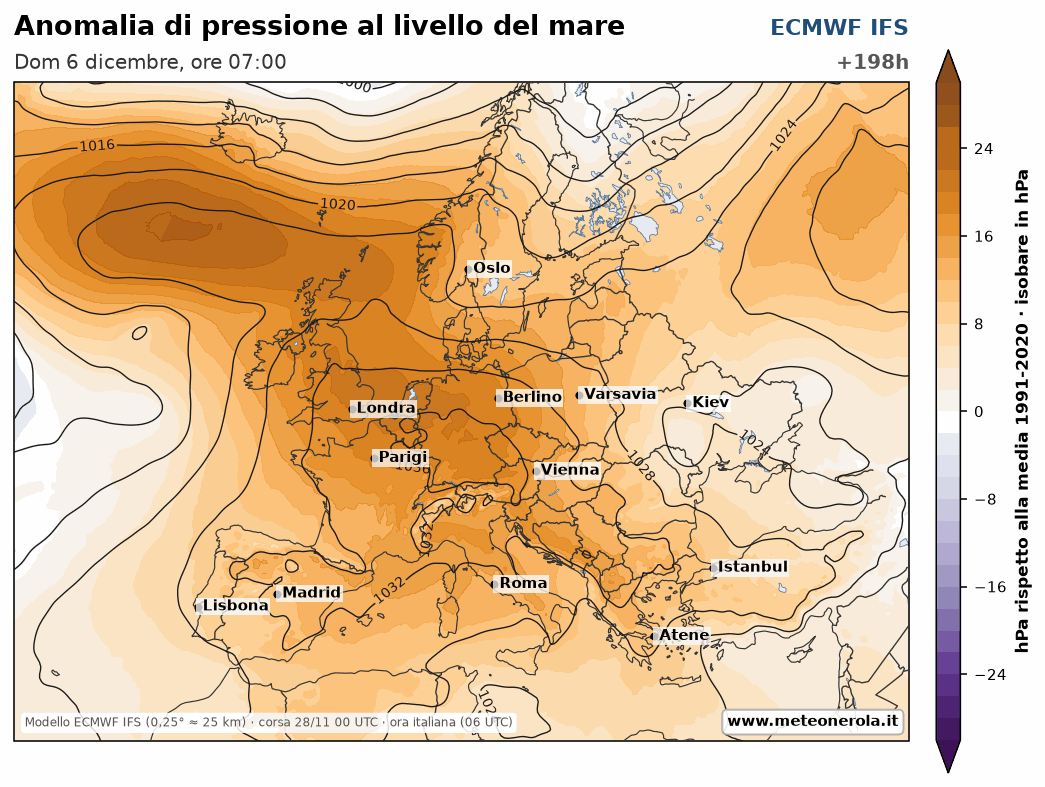 Anomalia di pressione al livello del mare
ECMWF IFS
Dom 6 dicembre, ore 07:00
+198h
1016
1020
1024
Oslo
Londra
Berlino
Varsavia
Kiev
1024
Parigi
1036
Vienna
1028
1032
1032
Roma
Istanbul
Madrid
Lisbona
Atene
Modello ECMWF IFS (0,25° ≈ 25 km) · corsa 28/11 00 UTC · ora italiana (06 UTC)
www.meteonerola.it
24
16
8
0
−8
−16
−24
hPa rispetto alla media 1991-2020 · isobare in hPa